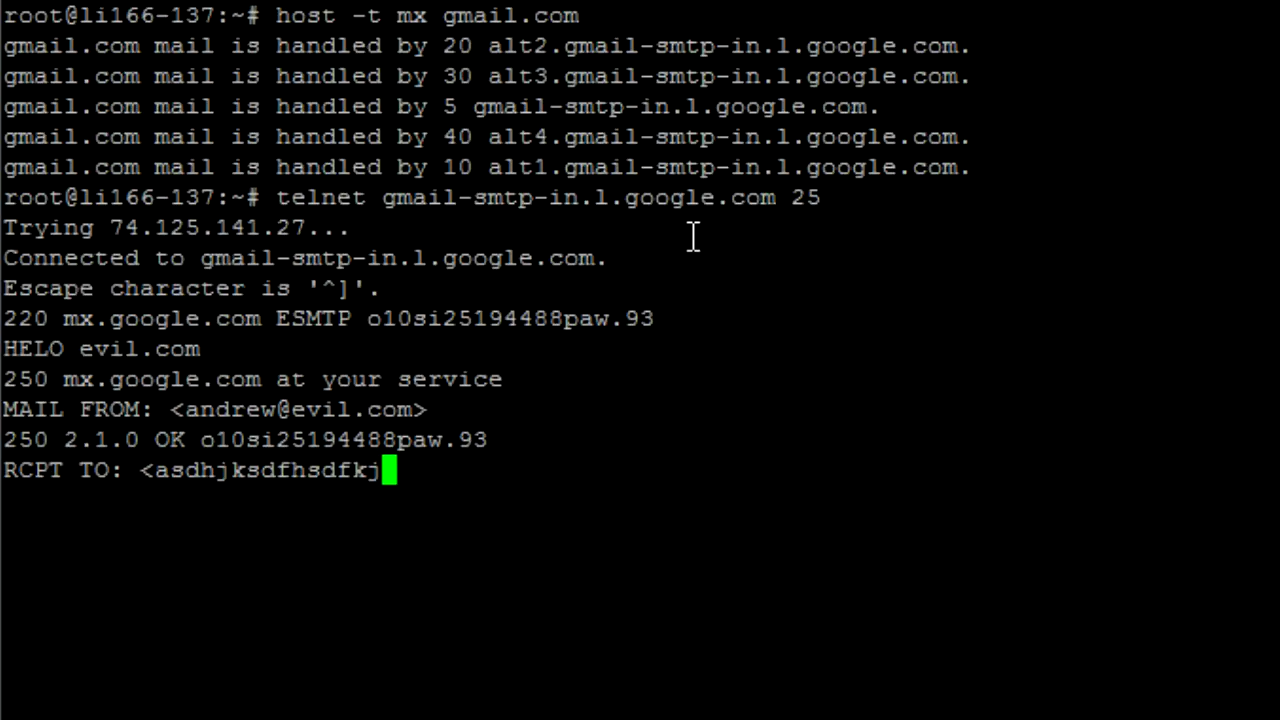 root@li166-137:~# host -t mx gmail.com
gmail.com mail is handled by 20 alt2.gmail-smtp-in.l.google.com.
gmail.com mail is handled by 30 alt3.gmail-smtp-in.l.google.com.
gmail.com mail is handled by 5 gmail-smtp-in.l.google.com.
gmail.com mail is handled by 40 alt4.gmail-smtp-in.l.google.com.
gmail.com mail is handled by 10 alt1.gmail-smtp-in.l.google.com.
root@li166-137:~# telnet gmail-smtp-in.l.google.com 25
Trying 74.125.141.27...
Connected to gmail-smtp-in.l.google.com.
Escape character is '^]'.
220 mx.google.com ESMTP o10si25194488paw.93
HELO evil.com
250 mx.google.com at your service
MAIL FROM: <andrew@evil.com>
250 2.1.0 OK o10si25194488paw.93
RCPT TO: <asdhjksdfhsdfkj